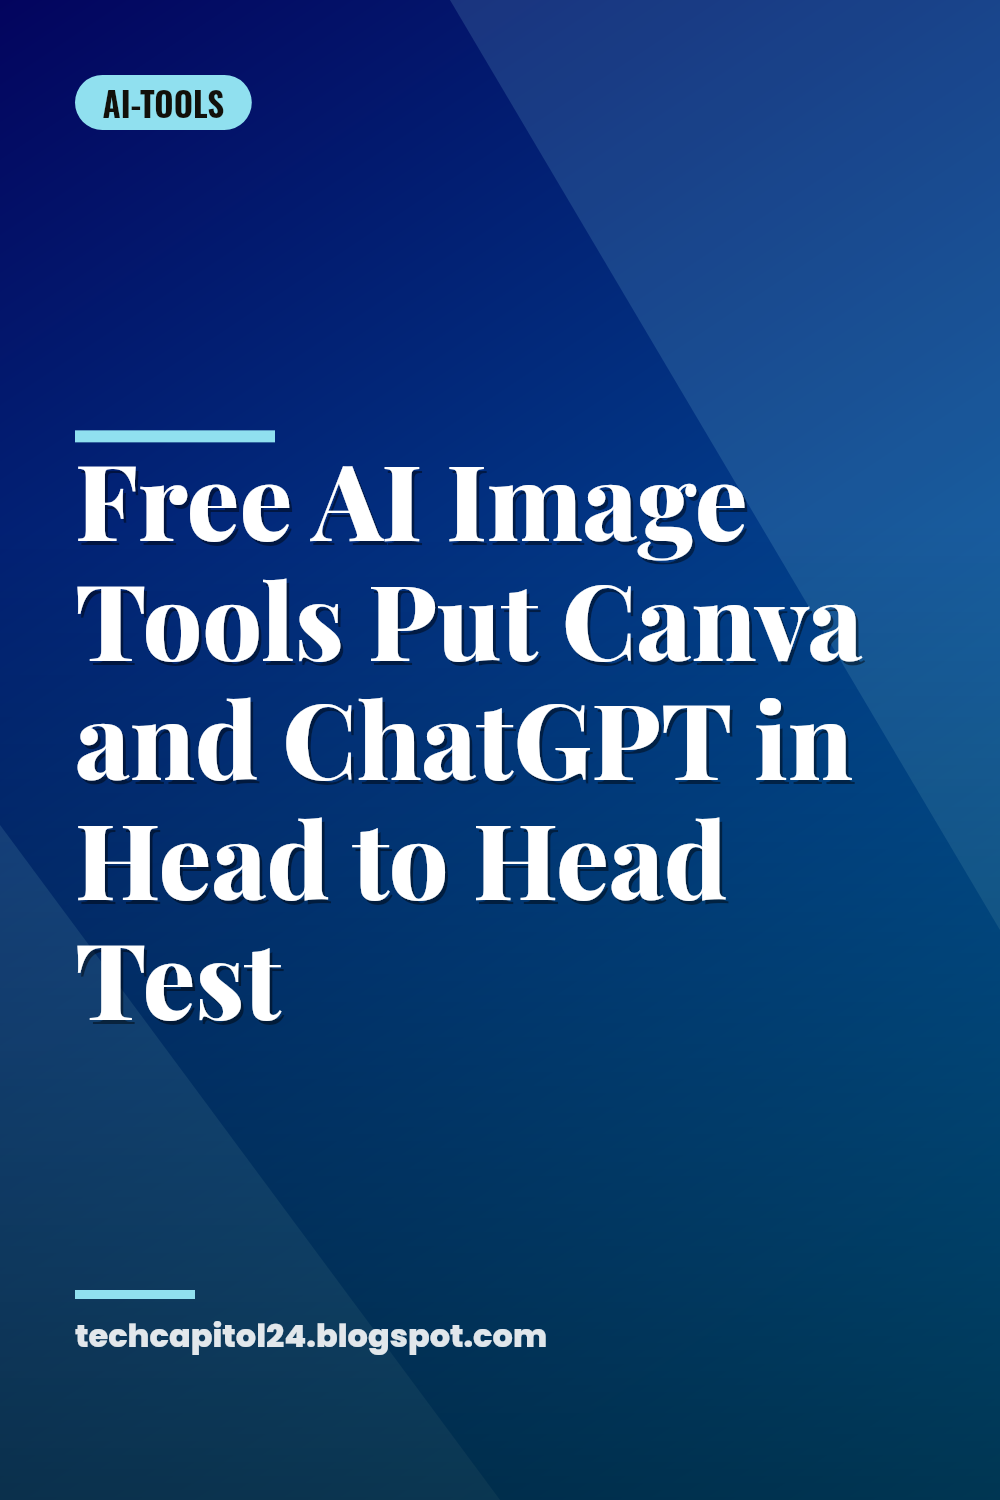 AI-TOOLS
Free AI Image
Tools Put Canva
and ChatGPT in
Head to Head
Test
techcapitol24.blogspot.com